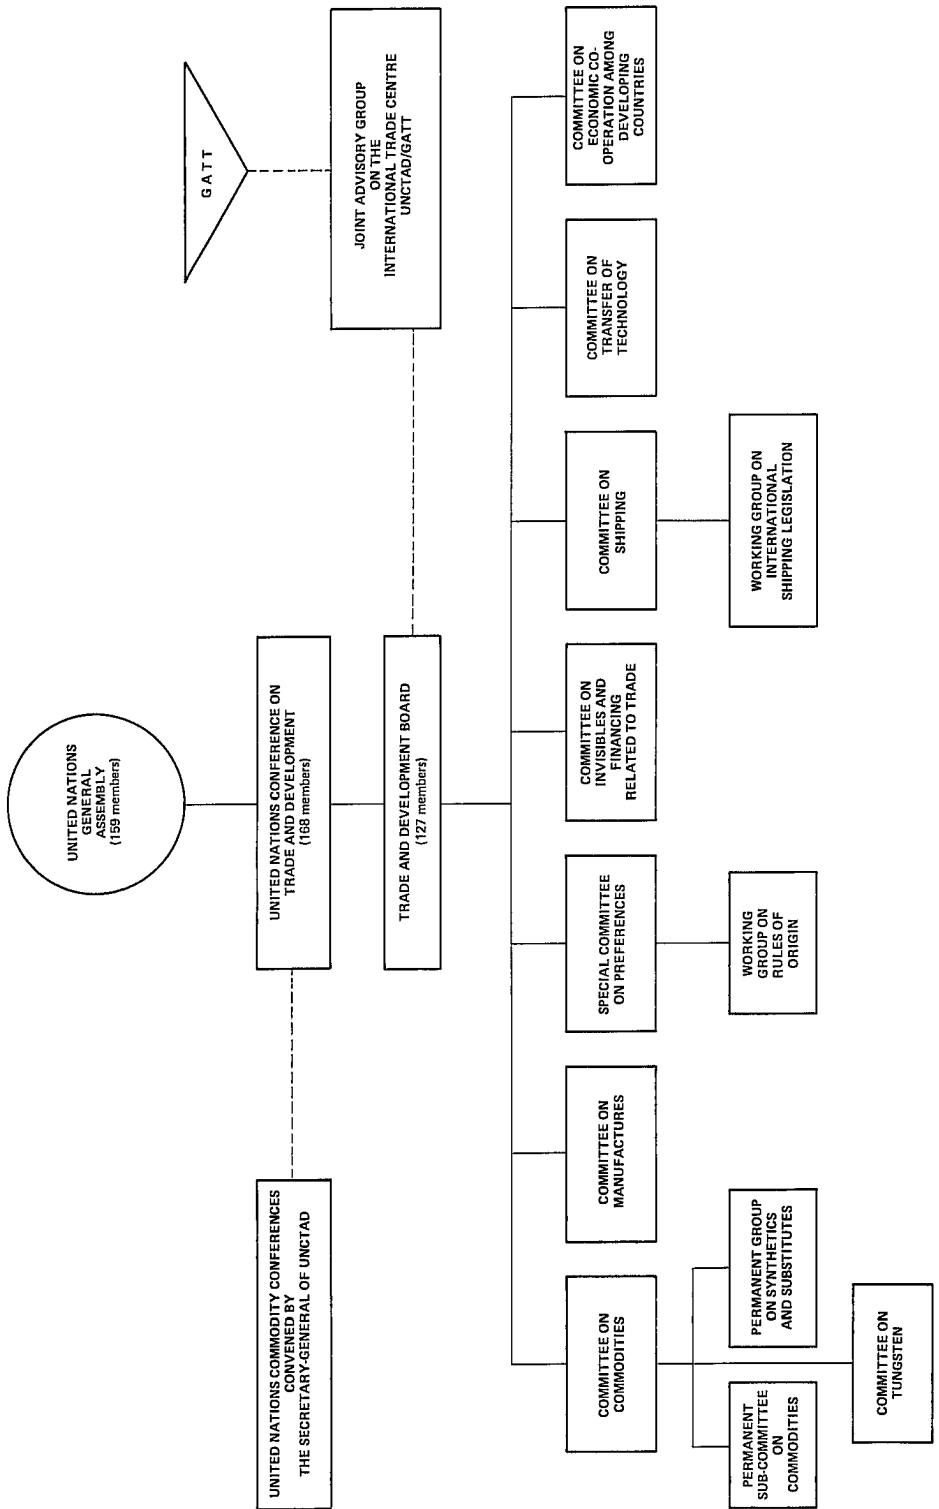 UNITED NATIONS
GENERAL
ASSEMBLY
(159 members)
GATT
UNITED NATIONS COMMODITY CONFERENCES
CONVENED BY
THE SECRETARY-GENERAL OF UNCTAD
UNITED NATIONS CONFERENCE ON
TRADE AND DEVELOPMENT
(168 members)
JOINT ADVISORY GROUP
ON THE
INTERNATIONAL TRADE CENTRE
UNCTAD/GATT
TRADE AND DEVELOPMENT BOARD
(127 members)
COMMITTEE ON
COMMODITIES
COMMITTEE ON
MANUFACTURES
SPECIAL COMMITTEE
ON PREFERENCES
COMMITTEE ON
INVISIBLES AND
FINANCING
RELATED TO TRADE
COMMITTEE ON
SHIPPING
COMMITTEE ON
TRANSFER OF
TECHNOLOGY
COMMITTEE ON
ECONOMIC CO-
OPERATION AMONG
DEVELOPING
COUNTRIES
PERMANENT
SUB-COMMITTEE
ON
COMMODITIES
PERMANENT GROUP
ON SYNTHETICS
AND SUBSTITUTES
WORKING
GROUP ON
RULES OF
ORIGIN
WORKING GROUP ON
INTERNATIONAL
SHIPPING LEGISLATION
COMMITTEE ON
TUNGSTEN